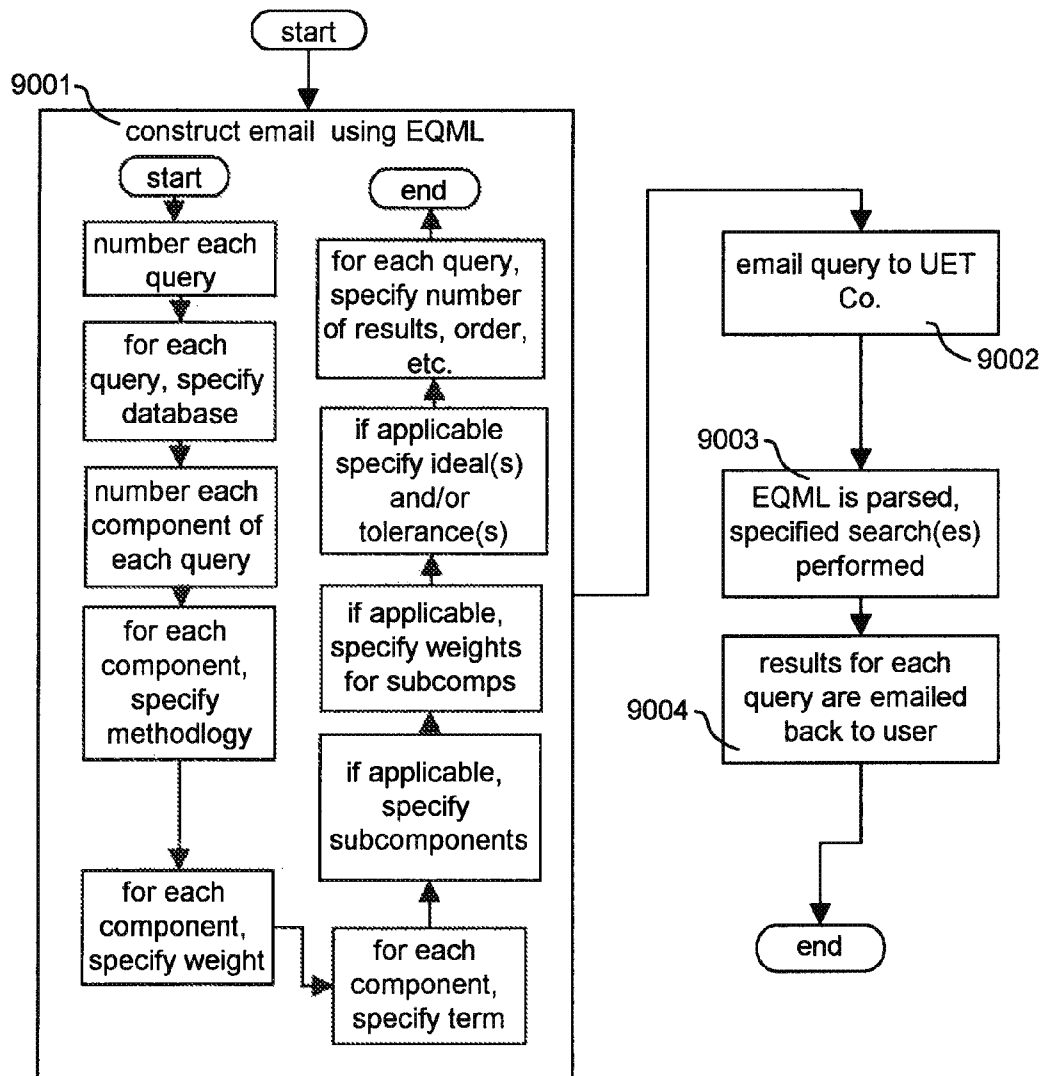 start
9001
construct email using EQML
start
number each
query
for each
query, specify
database
number each
component of
each query
for each
component,
specify
methodlogy
for each
component,
specify weight
for each
component,
specify term
if applicable,
specify
subcomponents
if applicable,
specify weights
for subcomps
if applicable
specify ideal(s)
and/or
tolerance(s)
for each query,
specify number
of results, order,
etc.
end
email query to UET
Co.
9002
9003
EQML is parsed,
specified search(es)
performed
results for each
query are emailed
back to user
9004
end